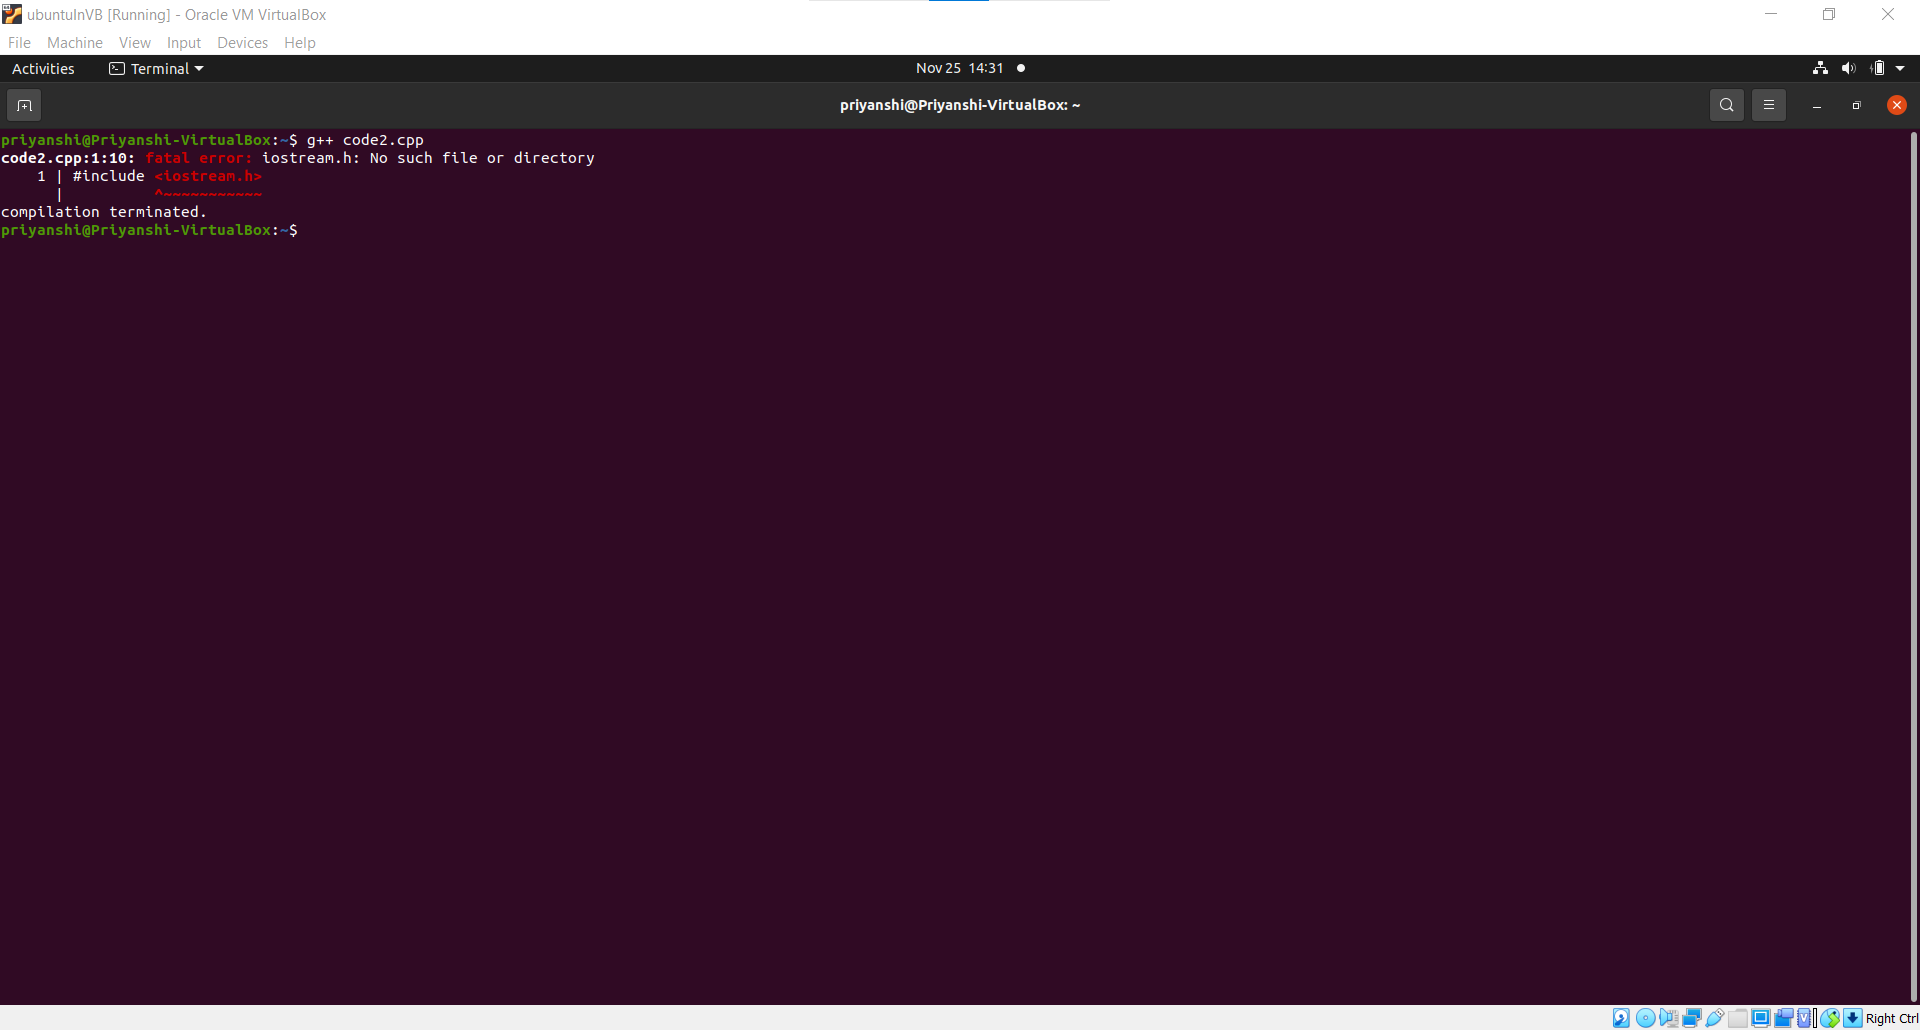 ubuntuInVB [Running] - Oracle VM VirtualBox
File Machine View Input Devices Help
Activities Terminal Nov 25 14:31
priyanshi@Priyanshi-VirtualBox: ~
priyanshi@Priyanshi-VirtualBox:~$ g++ code2.cpp
code2.cpp:1:10: fatal error: iostream.h: No such file or directory
    1 | #include <iostream.h>
      |          ^~~~~~~~~~~~
compilation terminated.
priyanshi@Priyanshi-VirtualBox:~$
Right Ctrl